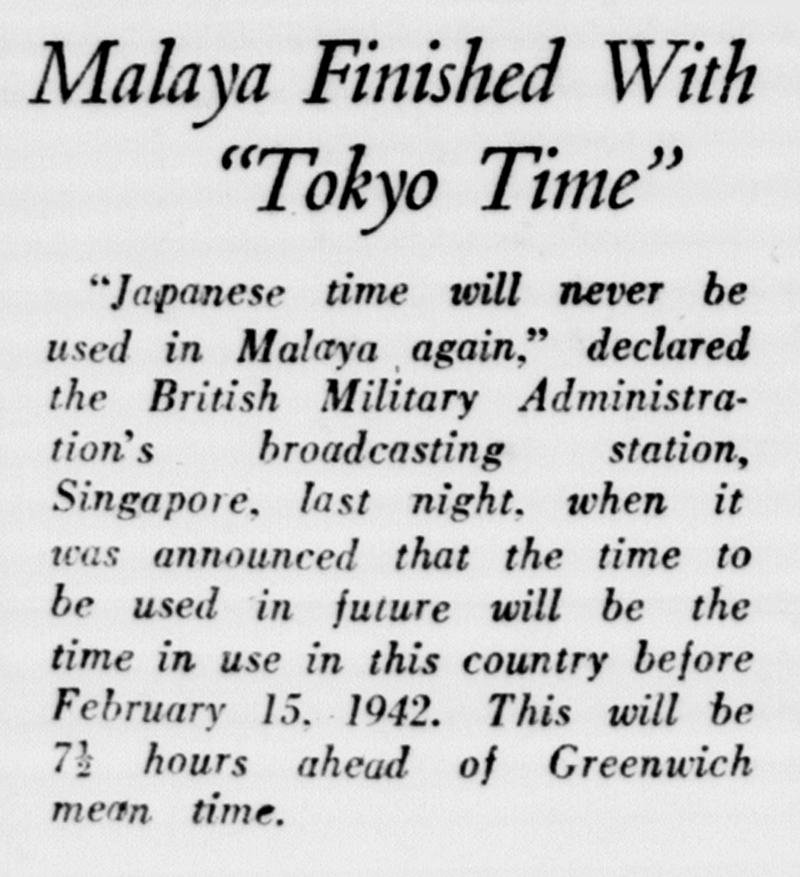 Malaya Finished With
“Tokyo Time”
“Japanese time will never be
used in Malaya again,” declared
the British Military Administra-
tion's broadcasting station,
Singapore, last night, when it
was announced that the time to
be used in future will be the
time in use in this country before
February 15, 1942. This will be
7½ hours ahead of Greenwich
mean time.